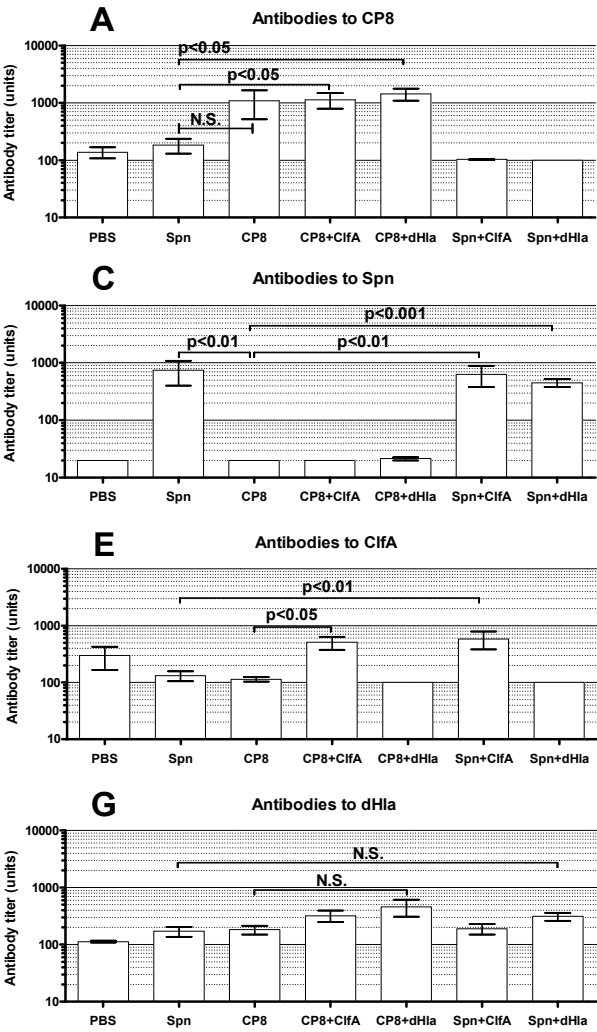 A
Antibodies to CP8
Antibody titer (units)
10000
1000
100
10
p<0.05
p<0.05
N.S.
PBS Spn CP8 CP8+ClfA CP8+dHla Spn+ClfA Spn+dHla
C
Antibodies to Spn
Antibody titer (units)
10000
1000
100
10
p<0.001
p<0.01 p<0.01
PBS Spn CP8 CP8+ClfA CP8+dHla Spn+ClfA Spn+dHla
E
Antibodies to ClfA
Antibody titer (units)
10000
1000
100
10
p<0.01
p<0.05
PBS Spn CP8 CP8+ClfA CP8+dHla Spn+ClfA Spn+dHla
G
Antibodies to dHla
Antibody titer (units)
10000
1000
100
10
N.S.
N.S.
PBS Spn CP8 CP8+ClfA CP8+dHla Spn+ClfA Spn+dHla